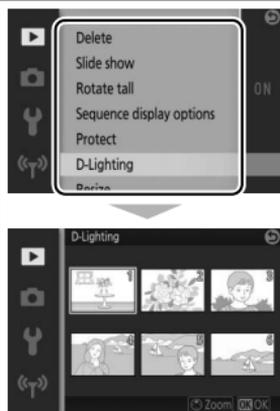 Delete
Slide show
Rotate tall
ON
Sequence display options
Protect
D-Lighting
Resize
D-Lighting
1 2 3
4 5 6
Zoom OK OK